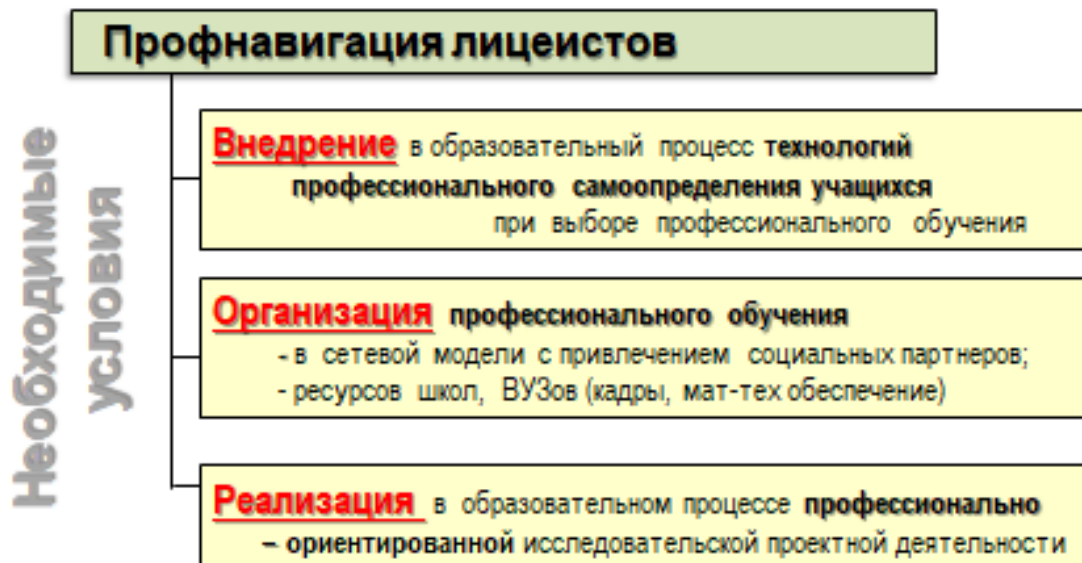 Профнавигация лицеистов
Необходимые
условия
Внедрение в образовательный процесс технологий
профессионального самоопределения учащихся
при выборе профессионального обучения
Организация профессионального обучения
- в сетевой модели с привлечением социальных партнеров;
- ресурсов школ, ВУЗов (кадры, мат-тех обеспечение)
Реализация в образовательном процессе профессионально
– ориентированной исследовательской проектной деятельности